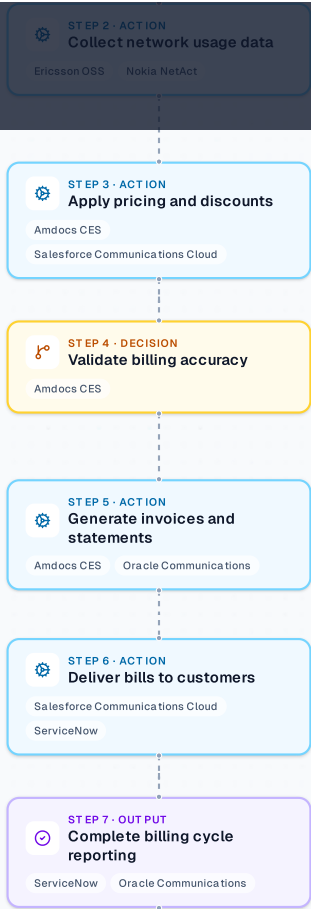 STEP 2 · ACTION
Collect network usage data
Ericsson OSS Nokia NetAct
STEP 3 · ACTION
Apply pricing and discounts
Amdocs CES
Salesforce Communications Cloud
STEP 4 · DECISION
Validate billing accuracy
Amdocs CES
STEP 5 · ACTION
Generate invoices and
statements
Amdocs CES Oracle Communications
STEP 6 · ACTION
Deliver bills to customers
Salesforce Communications Cloud
ServiceNow
STEP 7 · OUTPUT
Complete billing cycle
reporting
ServiceNow Oracle Communications